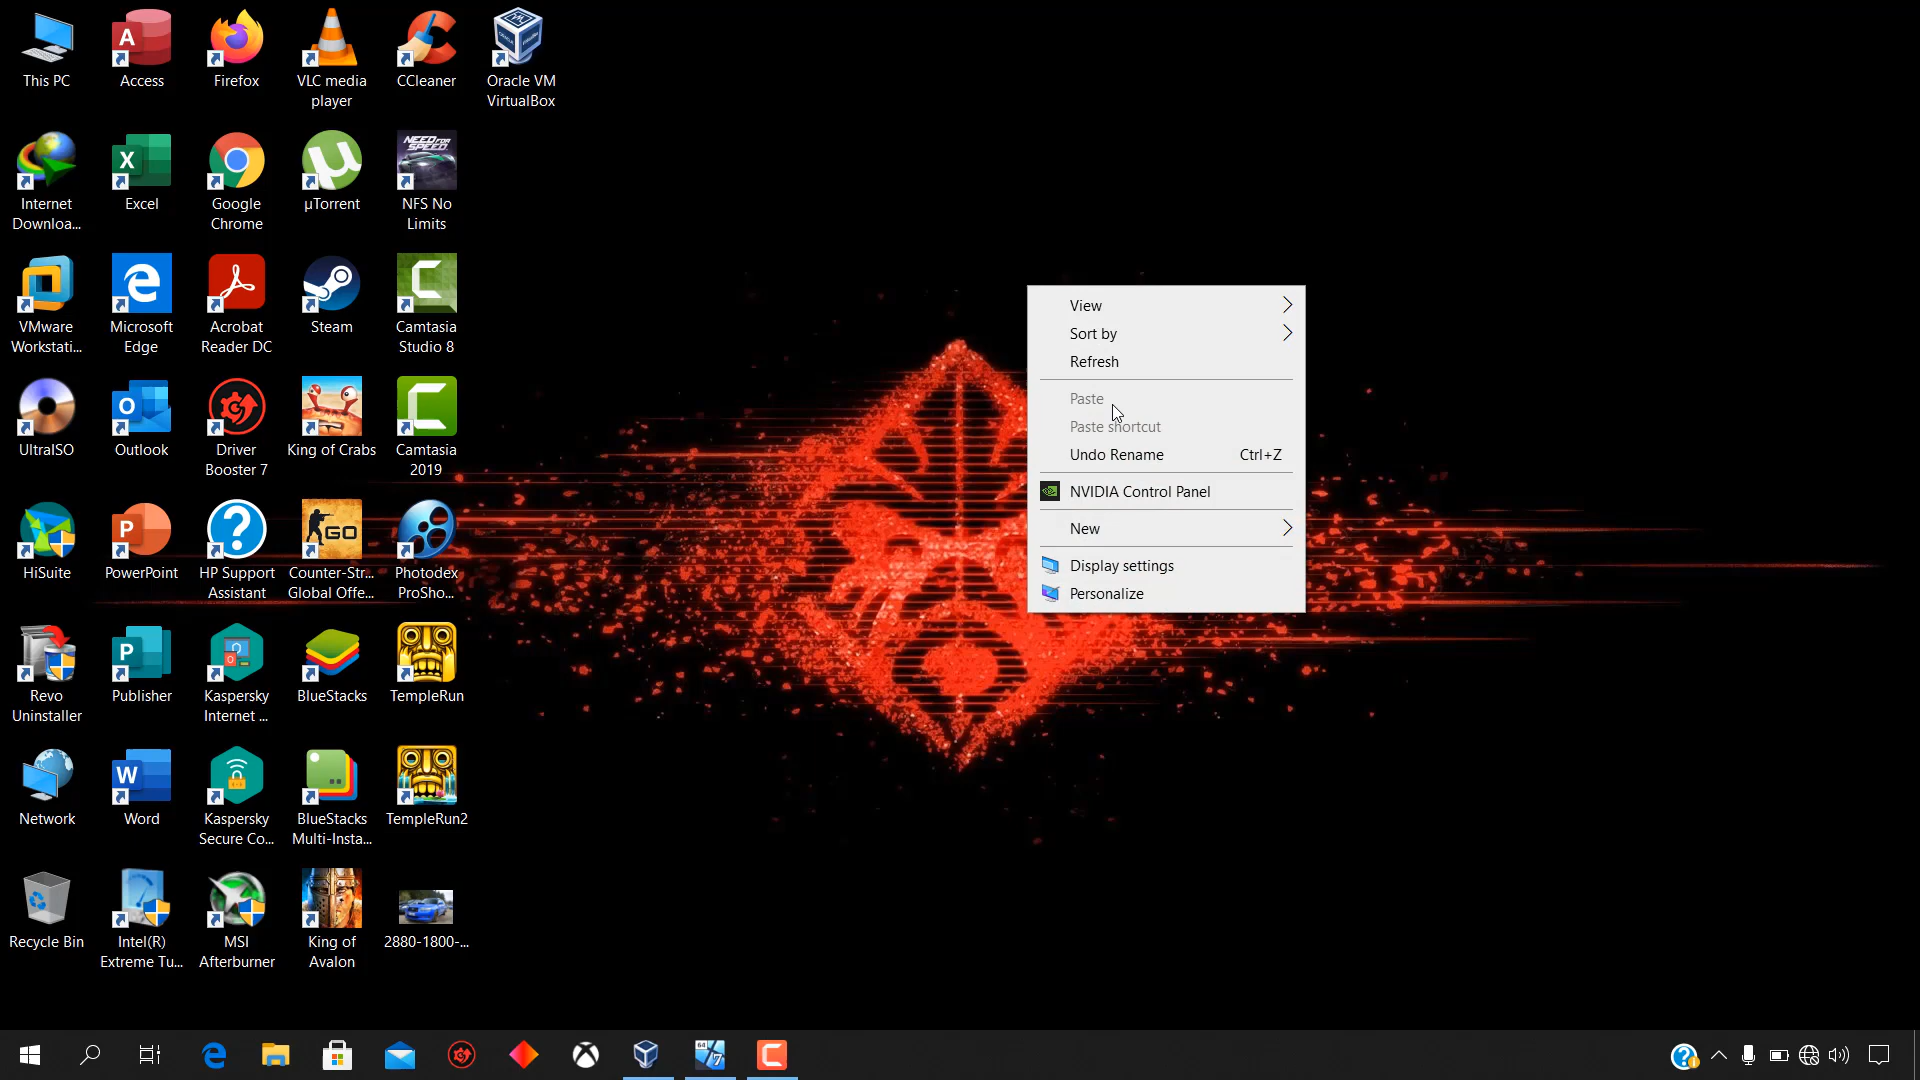 This PC
Access
Firefox
VLC media
player
CCleaner
Oracle VM
VirtualBox
Internet
Downloa...
Excel
Google
Chrome
µTorrent
NEED FOR
SPEED
NFS No
Limits
VMware
Workstati...
Microsoft
Edge
Acrobat
Reader DC
Steam
Camtasia
Studio 8
UltraISO
Outlook
Driver
Booster 7
King of Crabs
Camtasia
2019
HiSuite
PowerPoint
HP Support
Assistant
GO
Counter-Str...
Global Offe...
Photodex
ProSho...
Revo
Uninstaller
Publisher
Kaspersky
Internet ...
BlueStacks
TempleRun
Network
Word
Kaspersky
Secure Co...
BlueStacks
Multi-Insta...
TempleRun2
Recycle Bin
Intel(R)
Extreme Tu...
MSI
Afterburner
King of
Avalon
2880-1800-...
View
Sort by
Refresh
Paste
Paste shortcut
Undo Rename Ctrl+Z
NVIDIA Control Panel
New
Display settings
Personalize